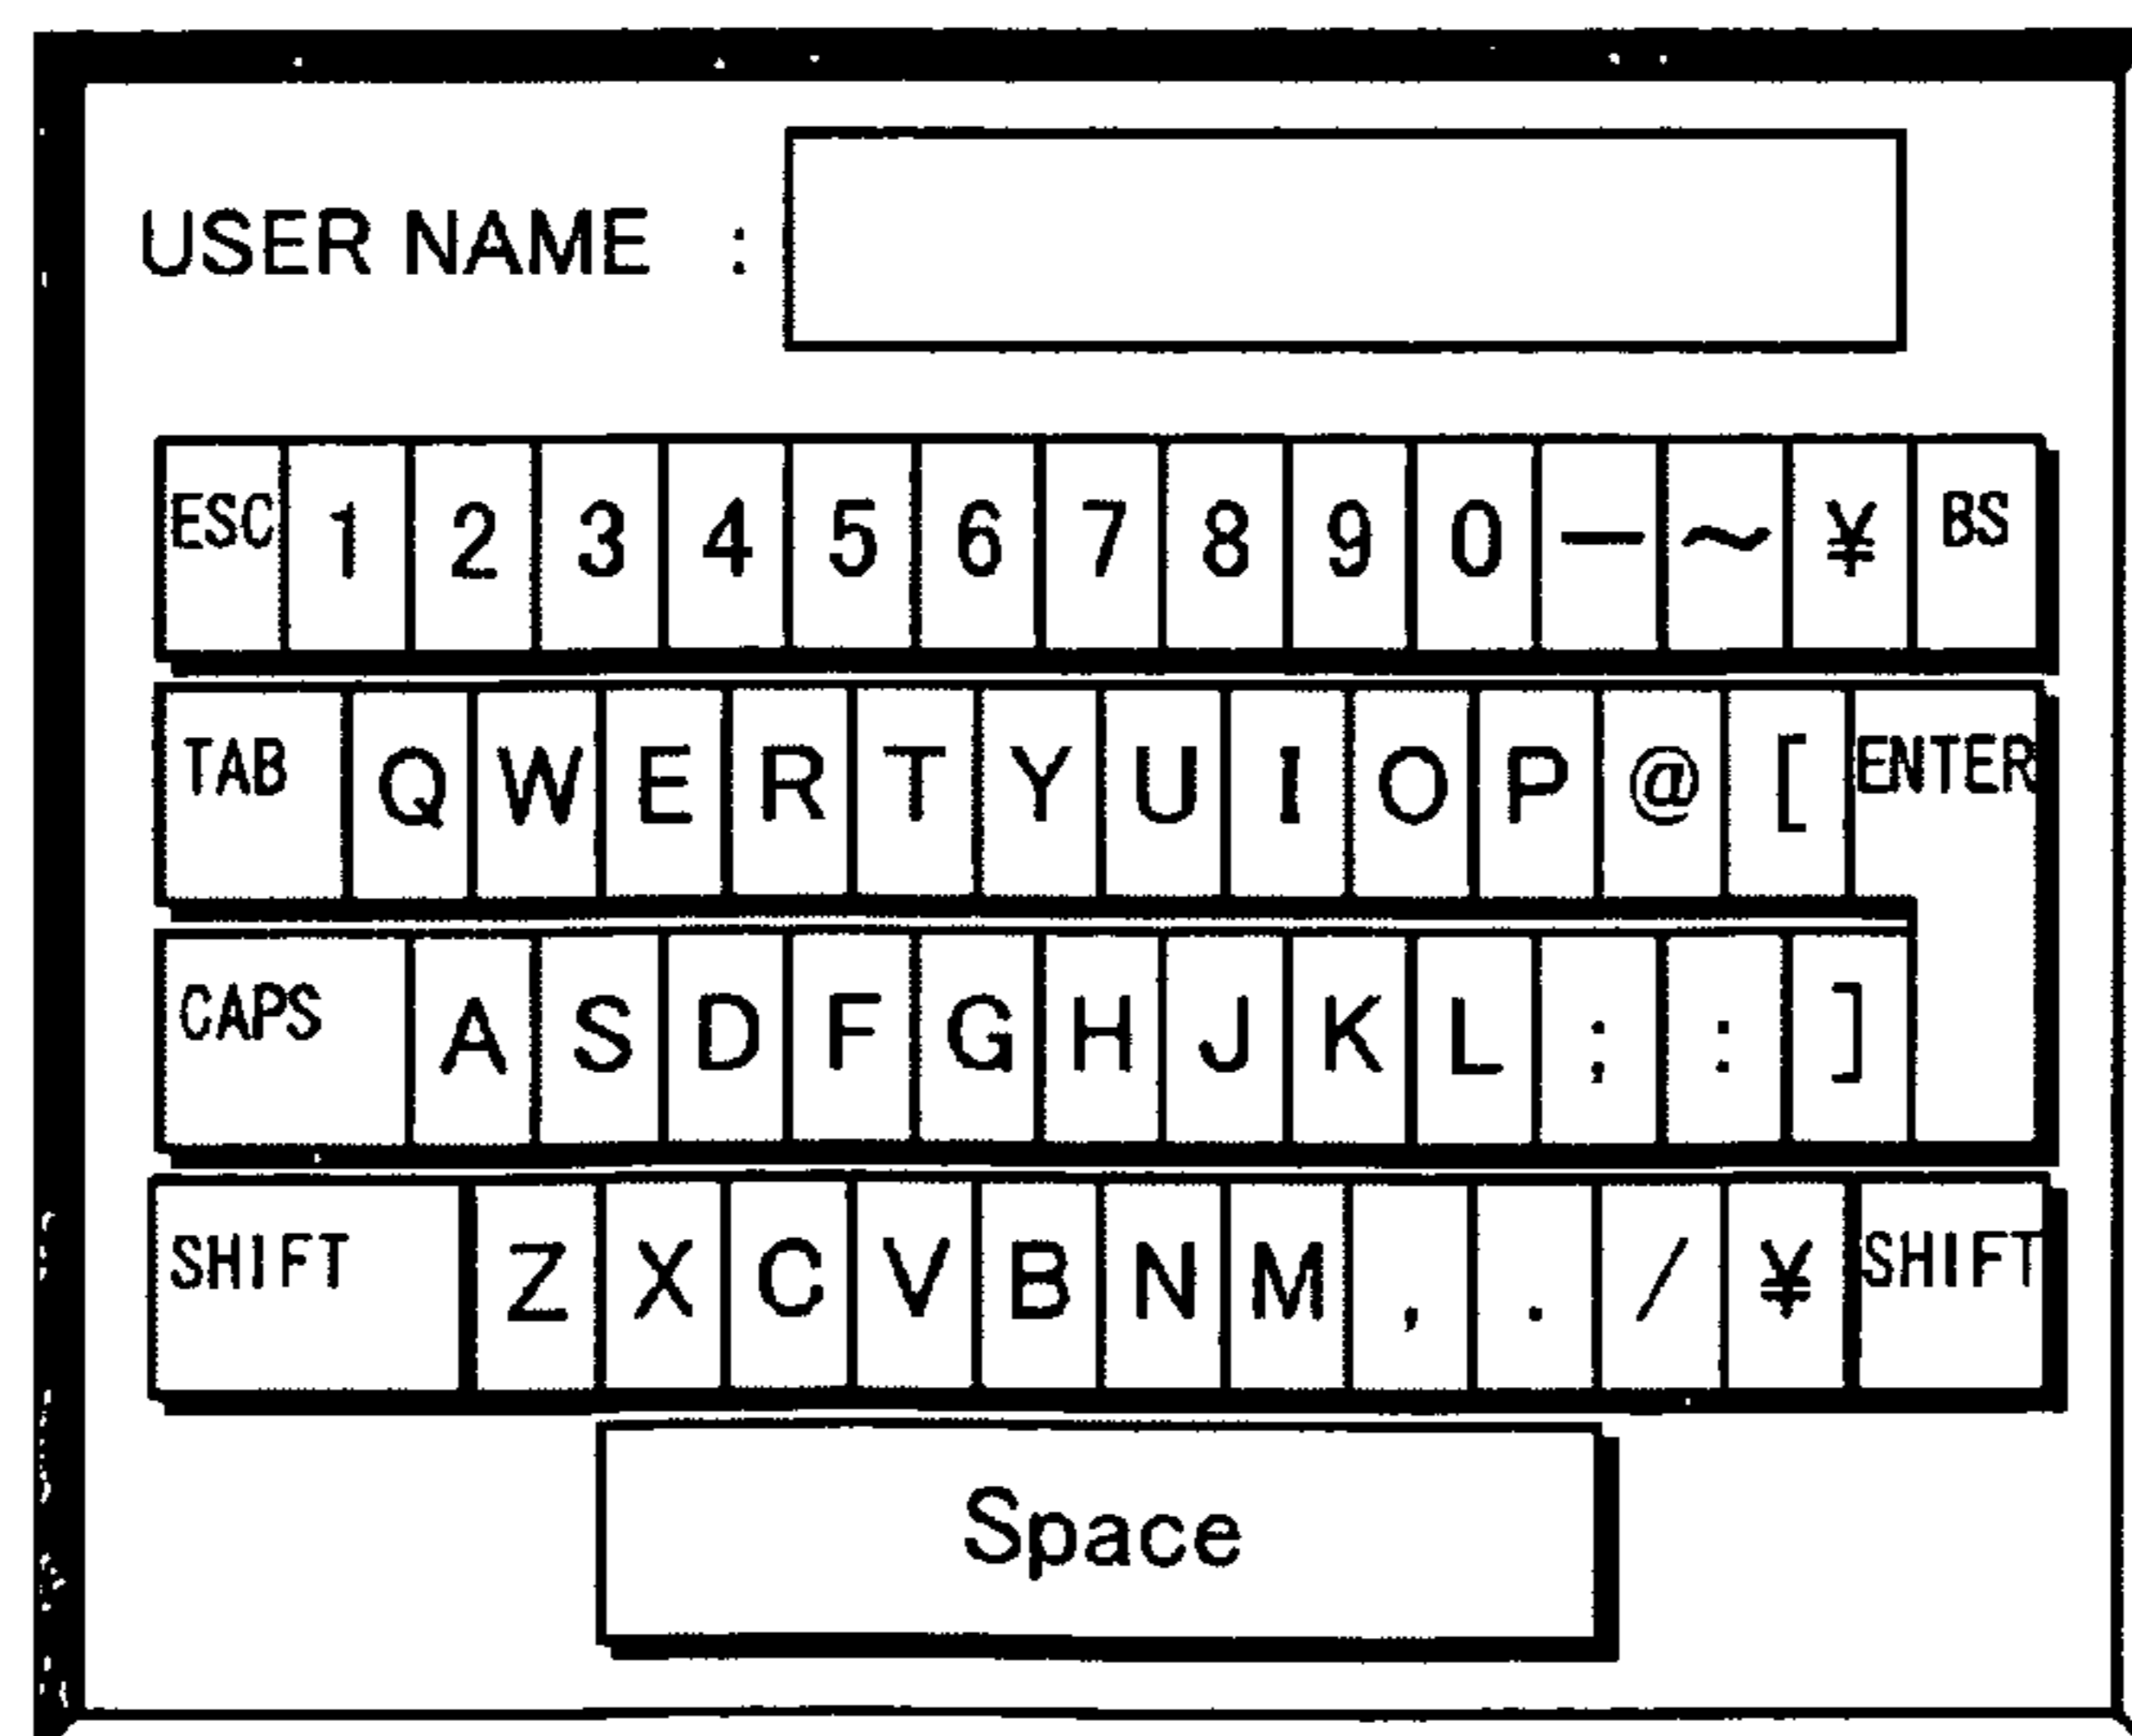 USER NAME :
ESC 1 2 3 4 5 6 7 8 9 0 — ~ ¥ BS
TAB Q W E R T Y U I O P @ [ ENTER
CAPS A S D F G H J K L ; : ]
SHIFT Z X C V B N M , . / ¥ SHIFT
Space